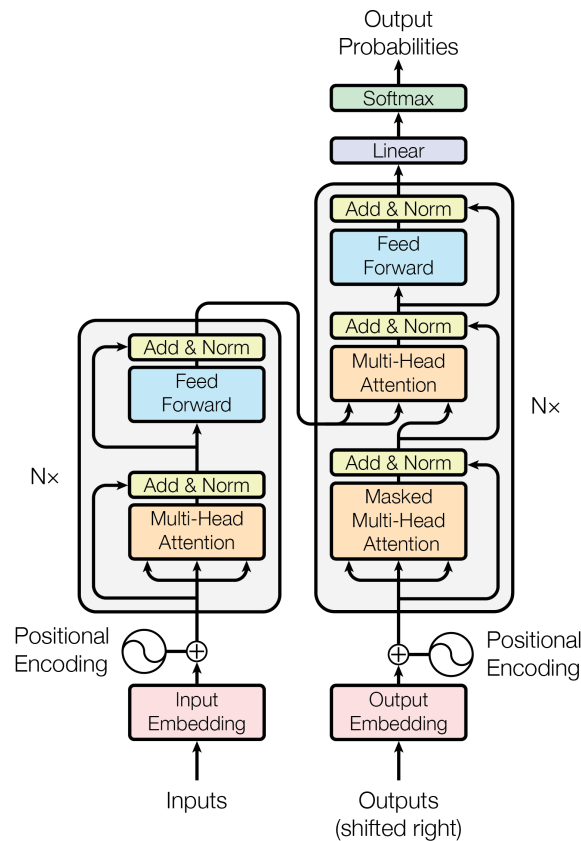 Output
Probabilities
Softmax
Linear
Add & Norm
Feed
Forward
Add & Norm
Multi-Head
Attention
Add & Norm
Masked
Multi-Head
Attention
N×
Add & Norm
Feed
Forward
Add & Norm
Multi-Head
Attention
N×
Positional
Encoding
Positional
Encoding
Input
Embedding
Output
Embedding
Inputs
Outputs
(shifted right)